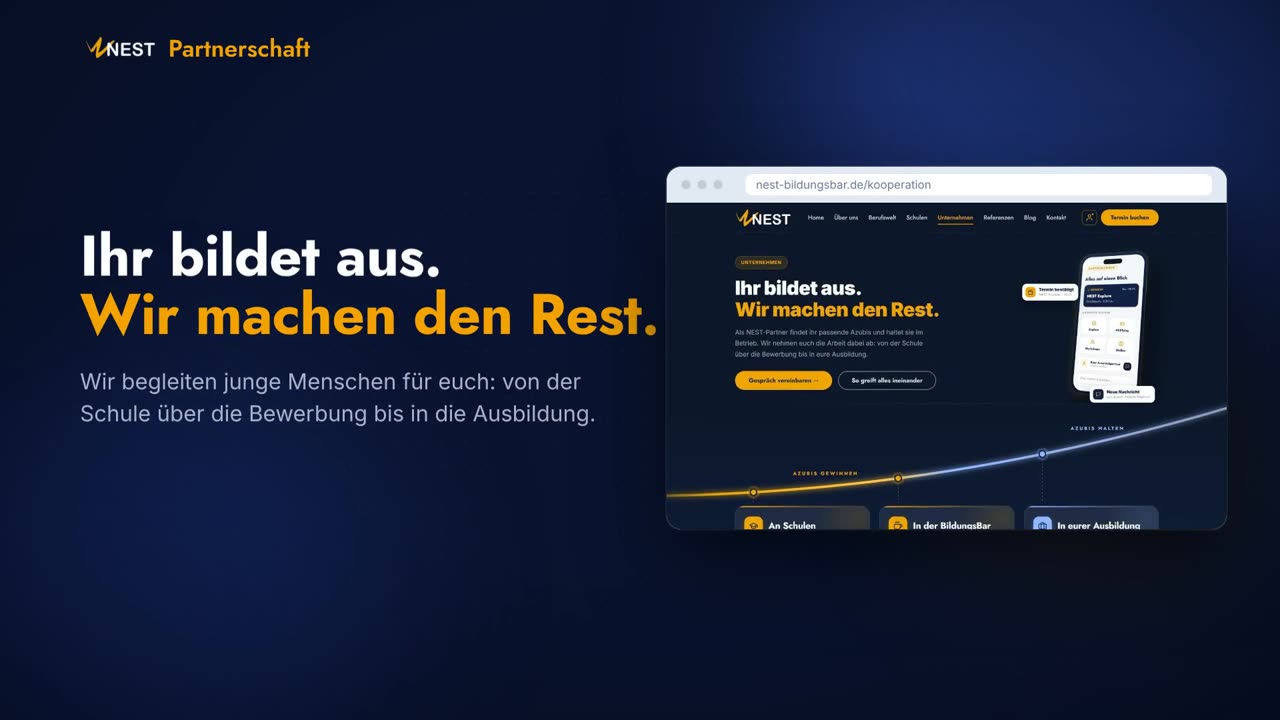 NEST Partnerschaft
Ihr bildet aus.
Wir machen den Rest.
Wir begleiten junge Menschen für euch: von der
Schule über die Bewerbung bis in die Ausbildung.
nest-bildungsbar.de/kooperation
NEST Home Über uns Berufswelt Schulen Unternehmen Referenzen Blog Kontakt Termin buchen
UNTERNEHMEN
Ihr bildet aus.
Wir machen den Rest.
Als NEST-Partner findet ihr passende Azubis und haltet sie im
Betrieb. Wir nehmen euch die Arbeit dabei ab: von der Schule
über die Bewerbung bis in eure Ausbildung.
Gespräch vereinbaren → So greift alles ineinander
Alles auf einen Blick
Termin bestätigt
NEST Explore
Neue Nachricht
AZUBIS HALTEN
AZUBIS GEWINNEN
An Schulen In der BildungsBar In eurer Ausbildung